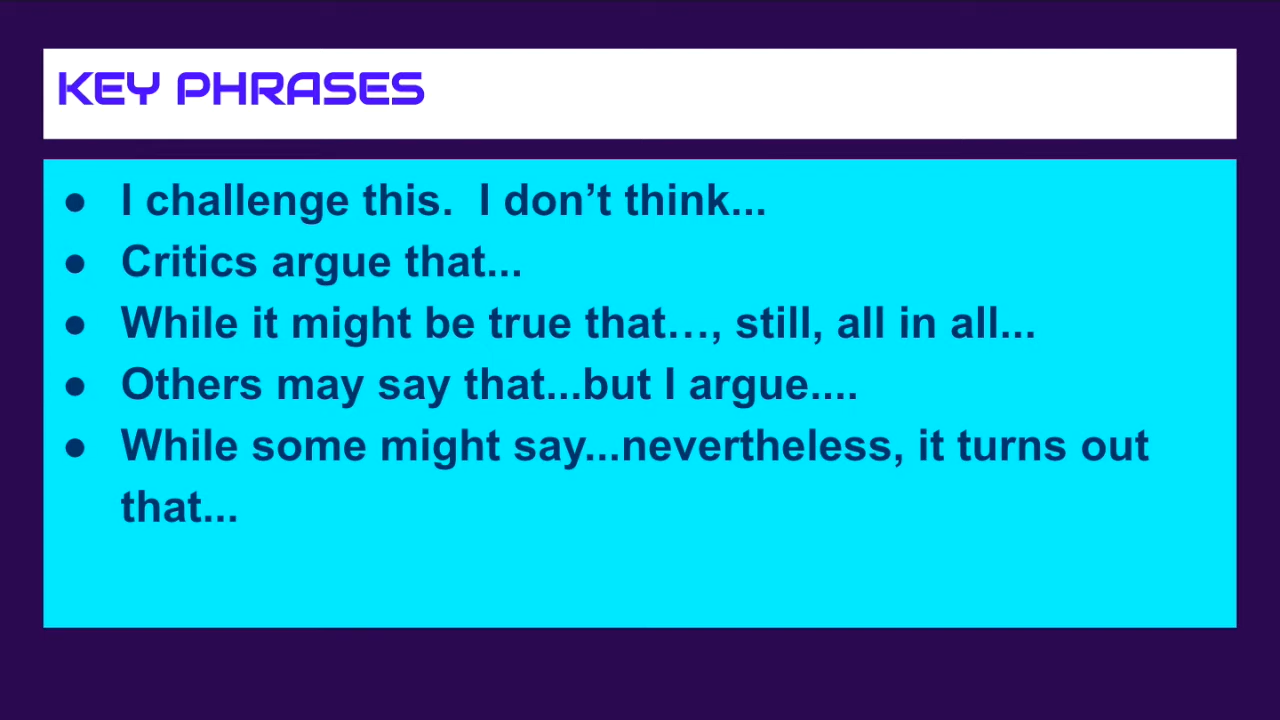 KEY PHRASES
● I challenge this.  I don’t think...
● Critics argue that...
● While it might be true that…, still, all in all...
● Others may say that...but I argue....
● While some might say...nevertheless, it turns out
that...